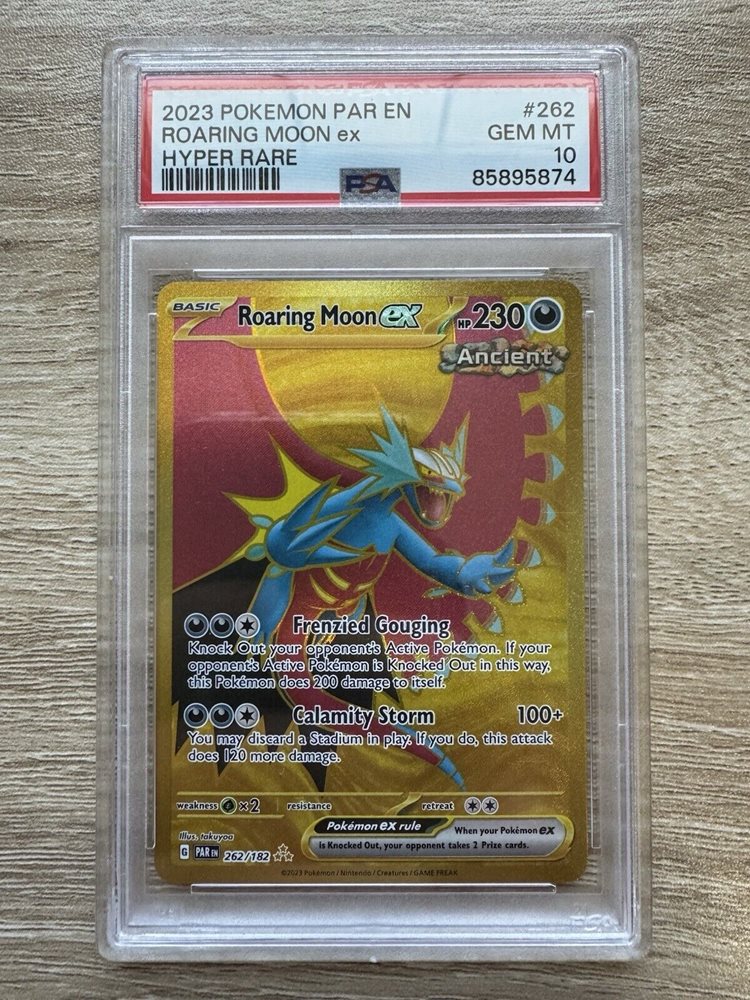 2023 POKEMON PAR EN #262
ROARING MOON ex GEM MT
HYPER RARE 10
PSA 85895874
BASIC Roaring Moon ex HP 230
Ancient
Frenzied Gouging
Knock Out your opponent's Active Pokémon. If your
opponent's Active Pokémon is Knocked Out in this way,
this Pokémon does 200 damage to itself.
Calamity Storm 100+
You may discard a Stadium in play. If you do, this attack
does 120 more damage.
weakness ×2 resistance retreat
Pokémon ex rule When your Pokémon ex
is Knocked Out, your opponent takes 2 Prize cards.
Illus. takuyoa
G PAR EN 262/182
©2023 Pokémon / Nintendo / Creatures / GAME FREAK
PSA